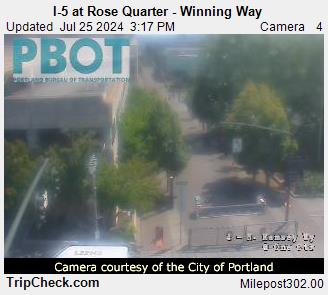 I-5 at Rose Quarter - Winning Way
Updated Jul 25 2024 3:17 PM Camera 4
PBOT
PORTLAND BUREAU OF TRANSPORTATION
Camera courtesy of the City of Portland
TripCheck.com Milepost302.00